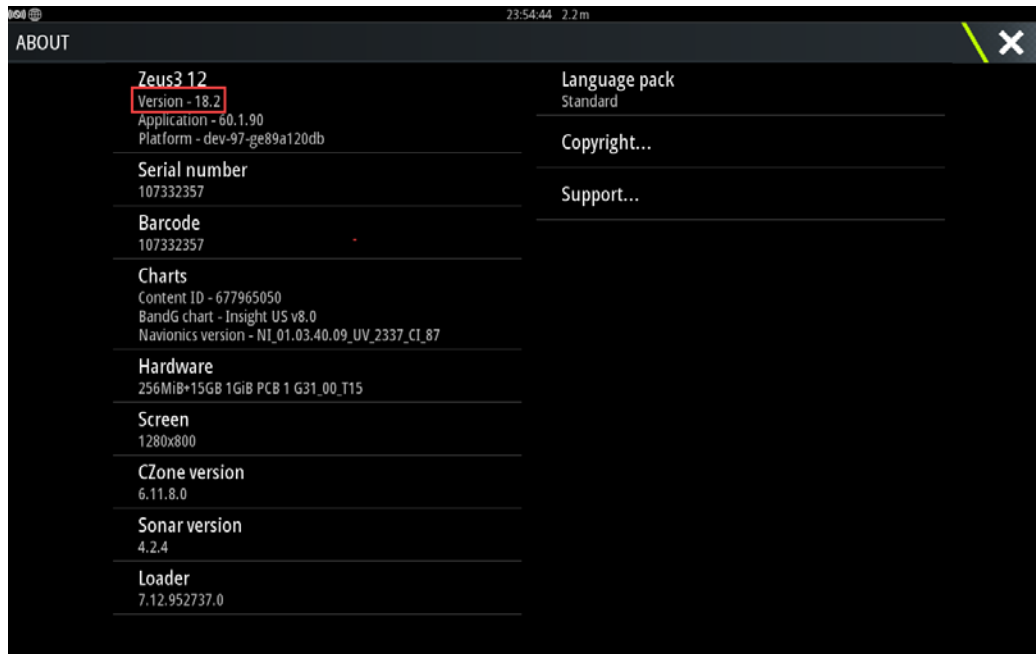 23:54:44 2.2 m
ABOUT
Zeus3 12
Version - 18.2
Application - 60.1.90
Platform - dev-97-ge89a120db
Serial number
107332357
Barcode
107332357
Charts
Content ID - 677965050
BandG chart - Insight US v8.0
Navionics version - NI_01.03.40.09_UV_2337_CI_87
Hardware
256MiB+15GB 1GiB PCB 1 G31_00_T15
Screen
1280x800
CZone version
6.11.8.0
Sonar version
4.2.4
Loader
7.12.952737.0
Language pack
Standard
Copyright...
Support...